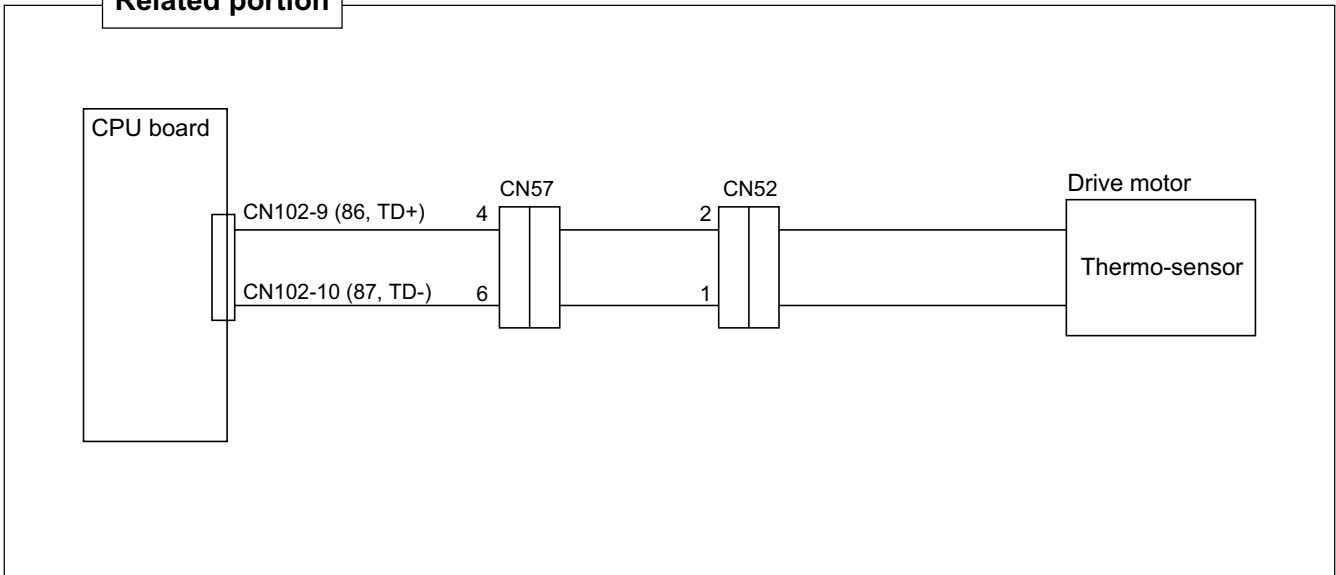 Related portion
CPU board
CN57
CN52
Drive motor
CN102-9 (86, TD+)
4
2
Thermo-sensor
CN102-10 (87, TD-)
6
1